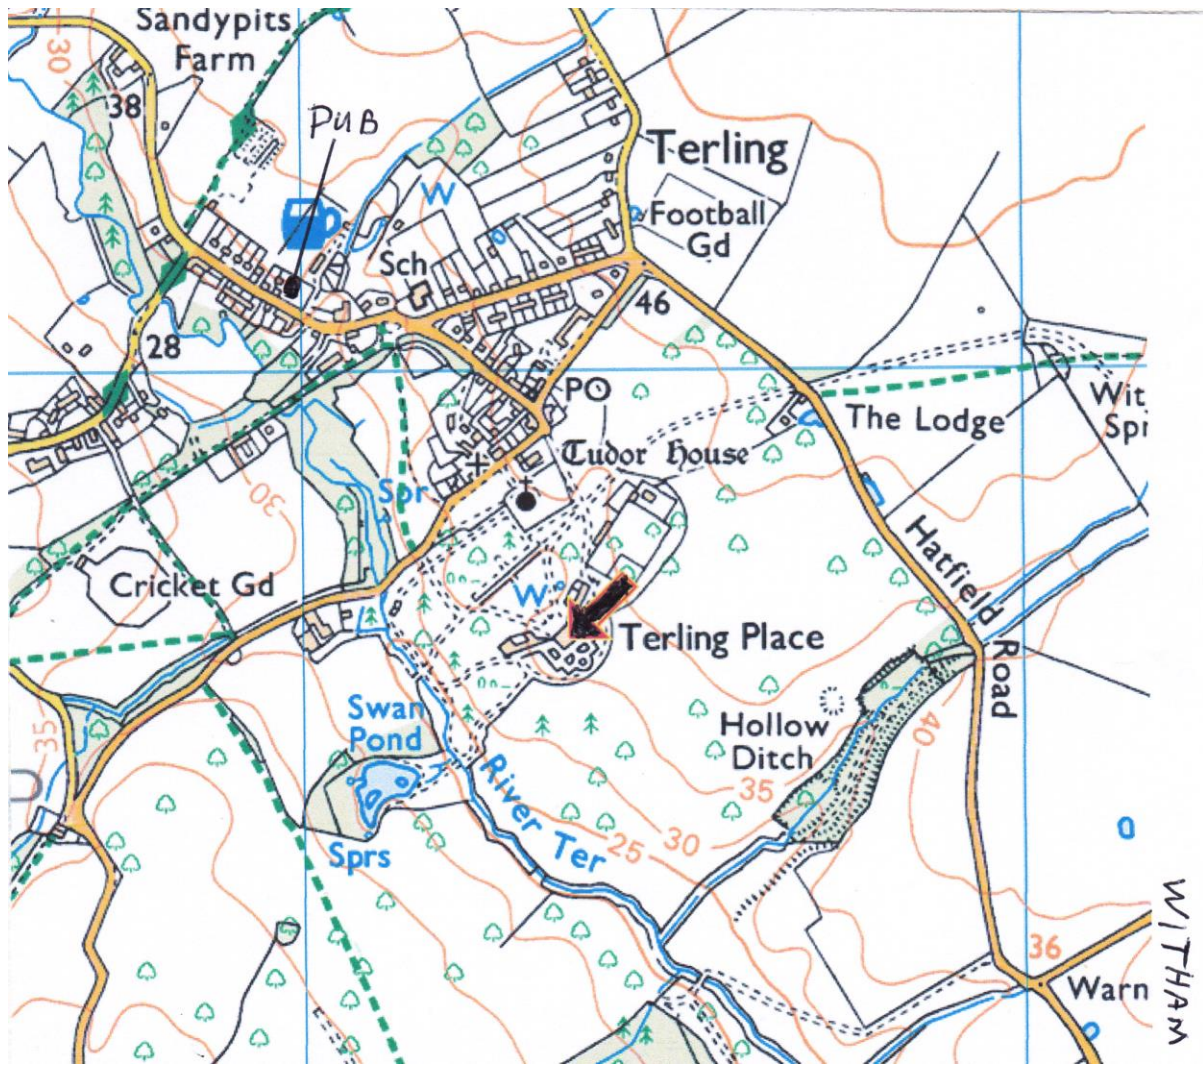 Sandypits
Farm
30
38
PUB
W
Terling
Football
Gd
Sch
46
28
PO
The Lodge
Wit
Spr
Tudor House
Spr
30
Hatfield
Road
Cricket Gd
W
Terling Place
Swan
Pond
Hollow
Ditch
40
35
35
River Ter
30
25
Sprs
WITHAM
36
Warn